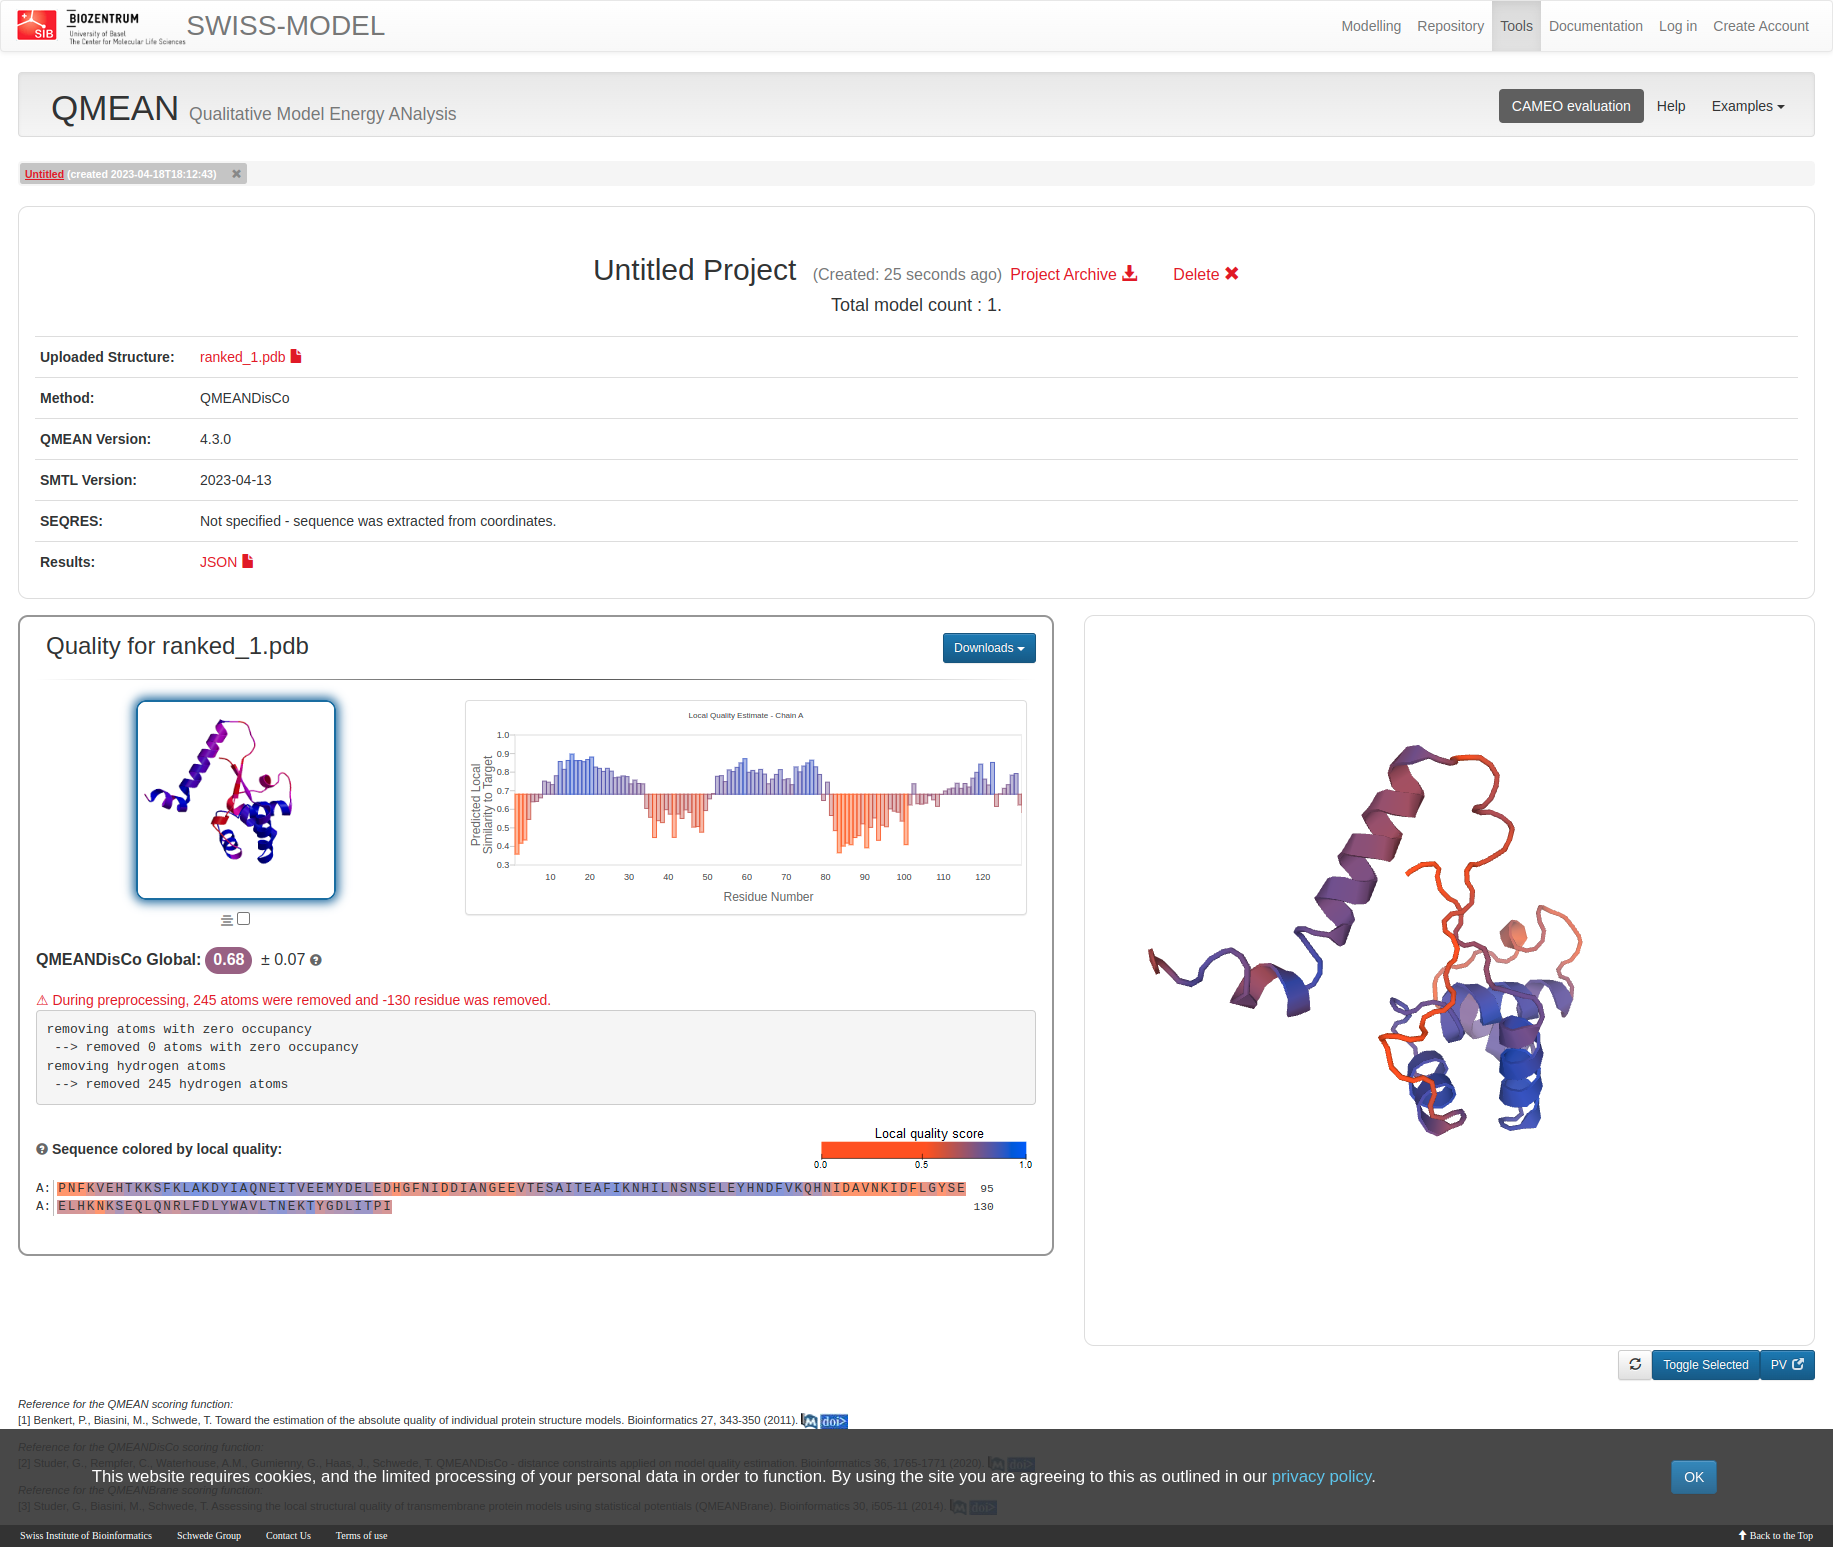 SIB
BIOZENTRUM
University of Basel
The Center for Molecular Life Sciences
SWISS-MODEL
Modelling Repository Tools Documentation Log in Create Account
QMEAN Qualitative Model Energy ANalysis
CAMEO evaluation Help Examples
Untitled (created 2023-04-18T18:12:43)
Untitled Project (Created: 25 seconds ago) Project Archive Delete
Total model count : 1.
Uploaded Structure: ranked_1.pdb
Method: QMEANDisCo
QMEAN Version: 4.3.0
SMTL Version: 2023-04-13
SEQRES: Not specified - sequence was extracted from coordinates.
Results: JSON
Quality for ranked_1.pdb
Downloads
Local Quality Estimate - Chain A
Predicted Local
Similarity to Target
1.0
0.9
0.8
0.7
0.6
0.5
0.4
0.3
10 20 30 40 50 60 70 80 90 100 110 120
Residue Number
QMEANDisCo Global: 0.68 ± 0.07
During preprocessing, 245 atoms were removed and -130 residue was removed.
removing atoms with zero occupancy
--> removed 0 atoms with zero occupancy
removing hydrogen atoms
--> removed 245 hydrogen atoms
Sequence colored by local quality:
Local quality score
0.0 0.5 1.0
A: PNFKVEHTKKSFKLAKDYIAQNEITVEEMYDELEDHGFNIDDIANGEEVTESAITEAFIKNHILNSNSELEYHNDFVKQHNIDAVNKIDFLGYSE 95
A: ELHKNKSEQLQNRLFDLYWAVLTNEKTYGDLITPI 130
Toggle Selected PV
Reference for the QMEAN scoring function:
[1] Benkert, P., Biasini, M., Schwede, T. Toward the estimation of the absolute quality of individual protein structure models. Bioinformatics 27, 343-350 (2011). M doi>
Reference for the QMEANDisCo scoring function:
[2] Studer, G., Rempfer, C., Waterhouse, A.M., Gumienny, G., Haas, J., Schwede, T. QMEANDisCo - distance constraints applied on model quality estimation. Bioinformatics 36, 1765-1771 (2020). M doi>
This website requires cookies, and the limited processing of your personal data in order to function. By using the site you are agreeing to this as outlined in our privacy policy.
OK
Reference for the QMEANBrane scoring function:
[3] Studer, G., Biasini, M., Schwede, T. Assessing the local structural quality of transmembrane protein models using statistical potentials (QMEANBrane). Bioinformatics 30, i505-11 (2014). M doi>
Swiss Institute of Bioinformatics Schwede Group Contact Us Terms of use
Back to the Top